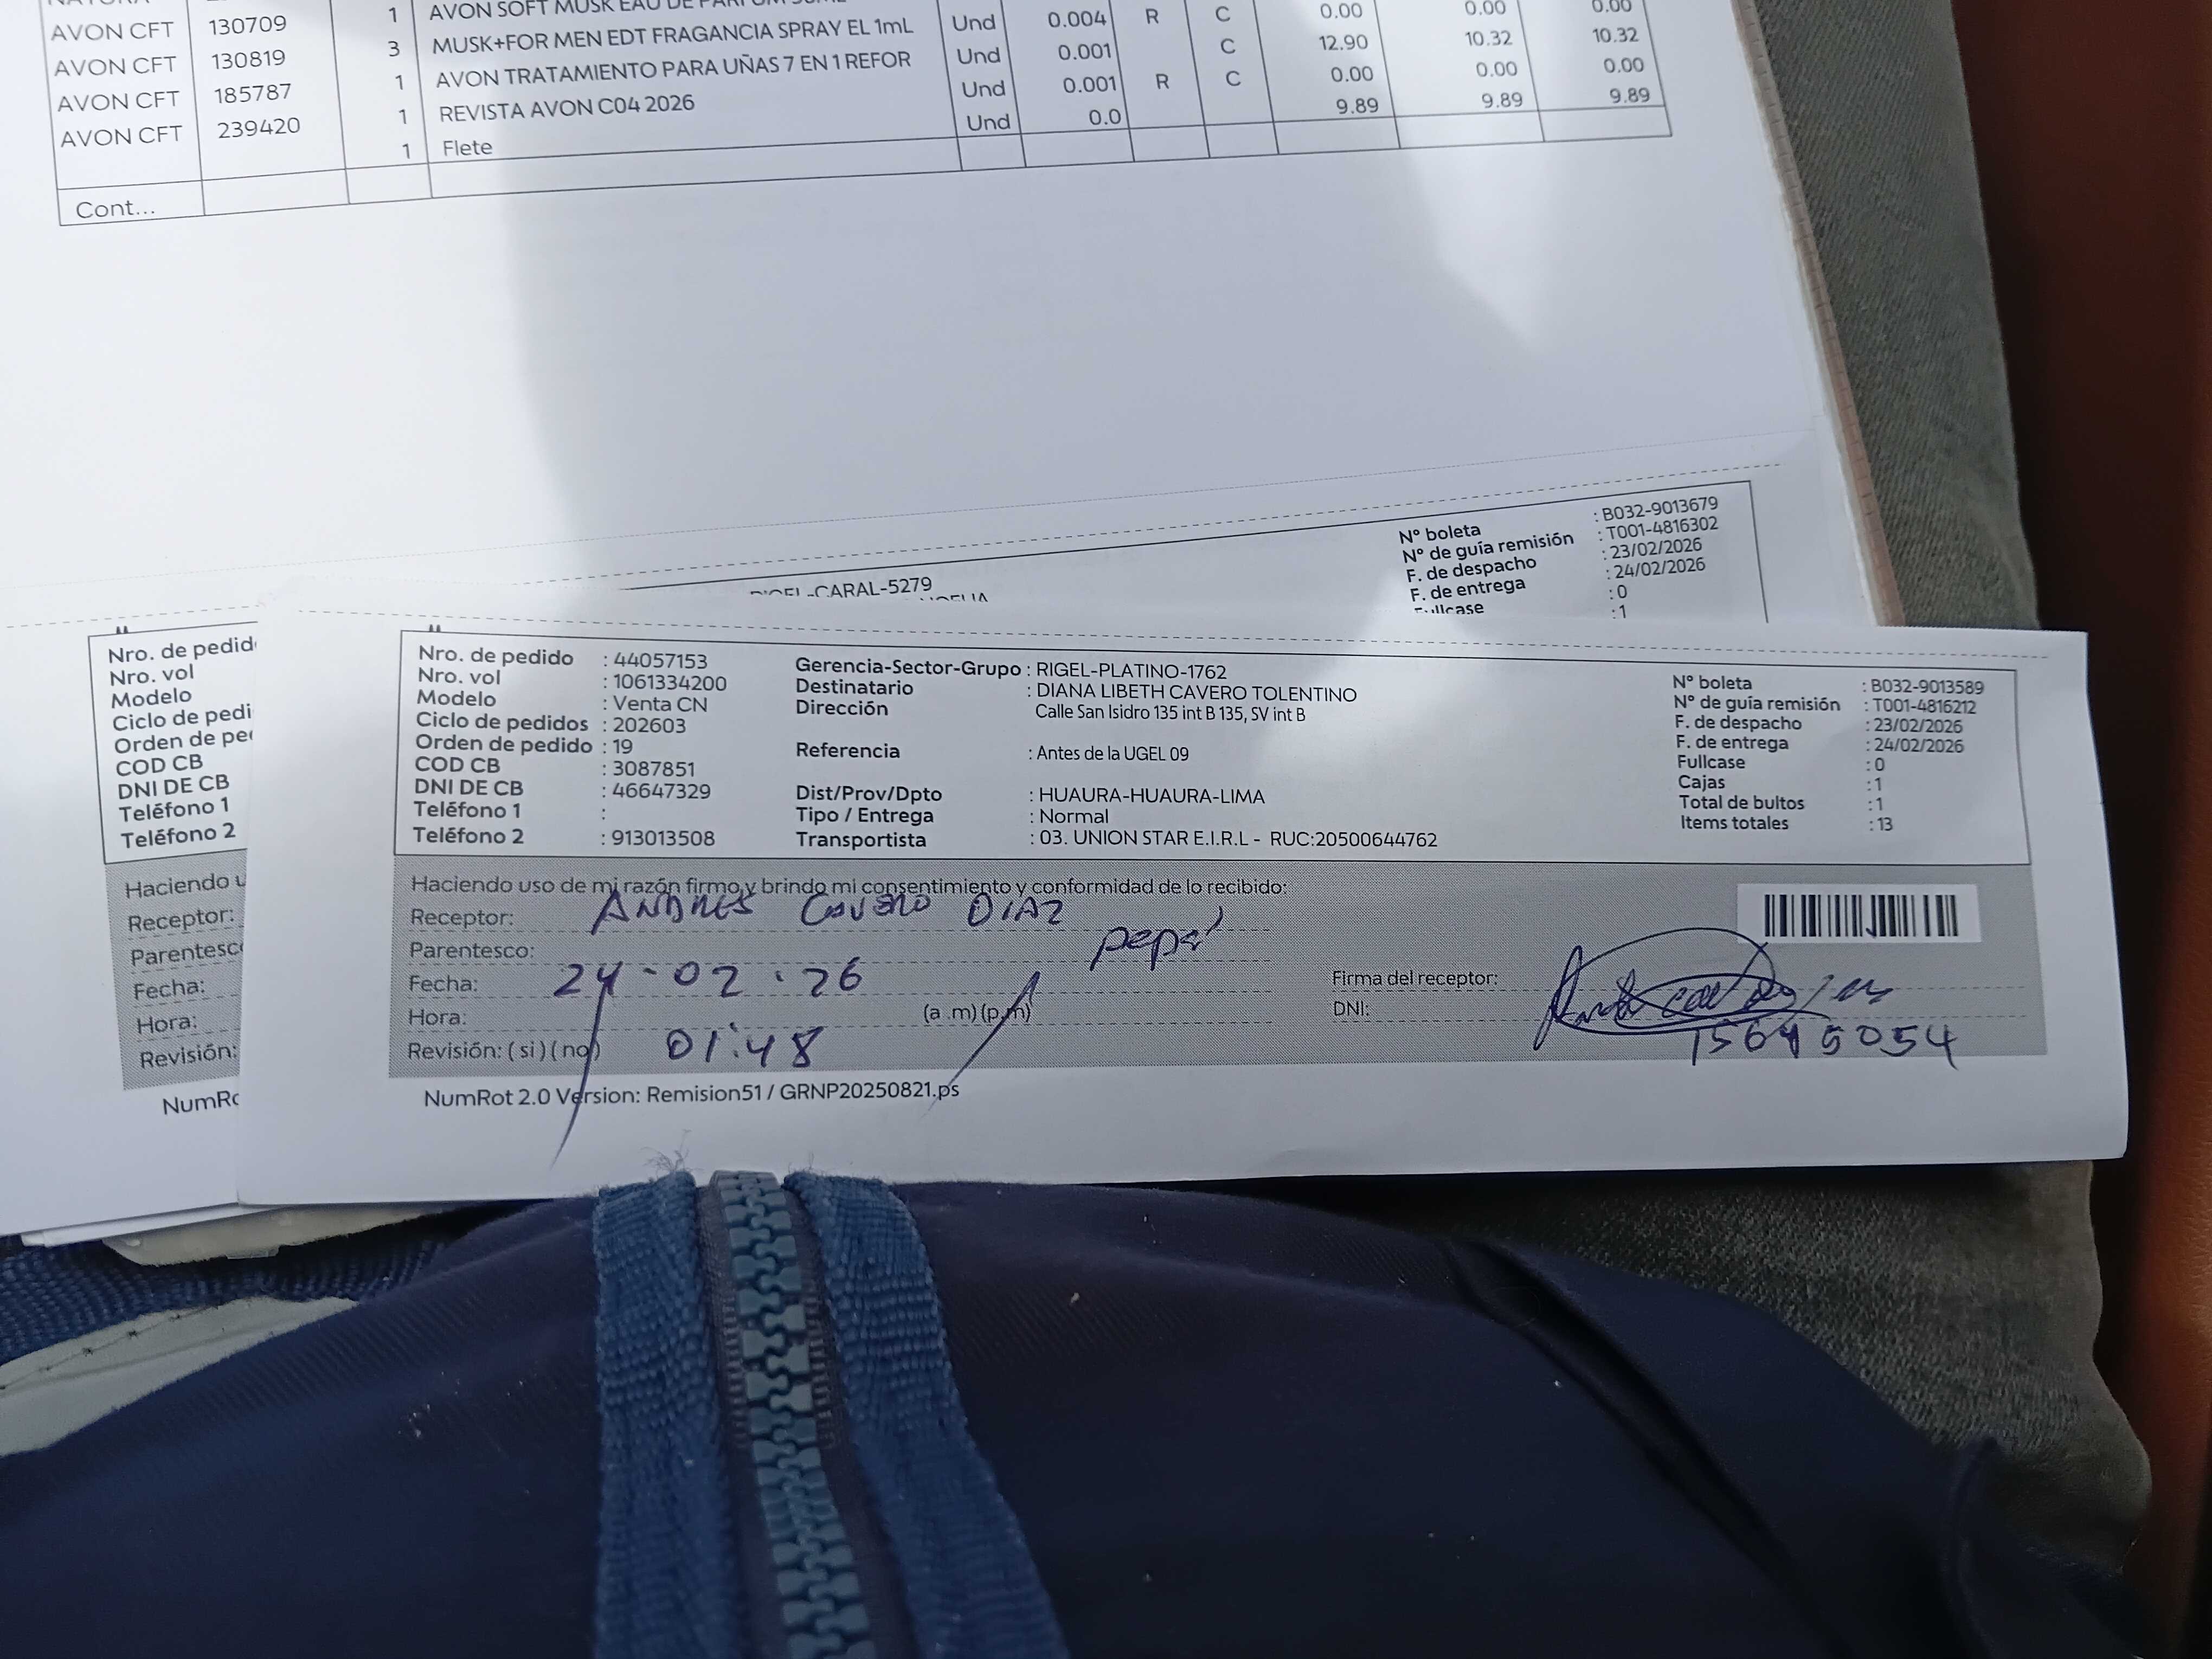 AVON CFT 130709 1 AVON SOFT MUSK EAU DE Und 0.004 R C 0.00 0.00 0.00
AVON CFT 130819 3 MUSK+FOR MEN EDT FRAGANCIA SPRAY EL 1mL Und 0.001 C 12.90 10.32 10.32
AVON CFT 185787 1 AVON TRATAMIENTO PARA UÑAS 7 EN 1 REFOR Und 0.001 R C 0.00 0.00 0.00
AVON CFT 239420 1 REVISTA AVON C04 2026 Und 0.0 9.89 9.89 9.89
1 Flete
Cont...
Nº boleta : B032-9013679
Nº de guía remisión : T001-4816302
F. de despacho : 23/02/2026
F. de entrega : 24/02/2026
Fullcase : 0
: 1
-CARAL-5279
Nro. de pedid
Nro. vol
Modelo
Ciclo de pedi
Orden de pe
COD CB
DNI DE CB
Teléfono 1
Teléfono 2
Haciendo u
Receptor:
Parentesc
Fecha:
Hora:
Revisión:
NumRo
Nro. de pedido : 44057153
Nro. vol : 1061334200
Modelo : Venta CN
Ciclo de pedidos : 202603
Orden de pedido : 19
COD CB : 3087851
DNI DE CB : 46647329
Teléfono 1 :
Teléfono 2 : 913013508
Gerencia-Sector-Grupo : RIGEL-PLATINO-1762
Destinatario : DIANA LIBETH CAVERO TOLENTINO
Dirección Calle San Isidro 135 int B 135, SV int B
Referencia : Antes de la UGEL 09
Dist/Prov/Dpto : HUAURA-HUAURA-LIMA
Tipo / Entrega : Normal
Transportista : 03. UNION STAR E.I.R.L - RUC:20500644762
Nº boleta : B032-9013589
Nº de guía remisión : T001-4816212
F. de despacho : 23/02/2026
F. de entrega : 24/02/2026
Fullcase : 0
Cajas : 1
Total de bultos : 1
Items totales : 13
Haciendo uso de mi razón firmo y brindo mi consentimiento y conformidad de lo recibido:
Receptor: ANDRES CAVERO DIAZ
Parentesco: papá
Fecha: 24-02-26
Hora: (a .m) (p.m)
01:48
Revisión: ( si ) ( no )
Firma del receptor:
DNI: 15645054
NumRot 2.0 Version: Remision51 / GRNP20250821.ps